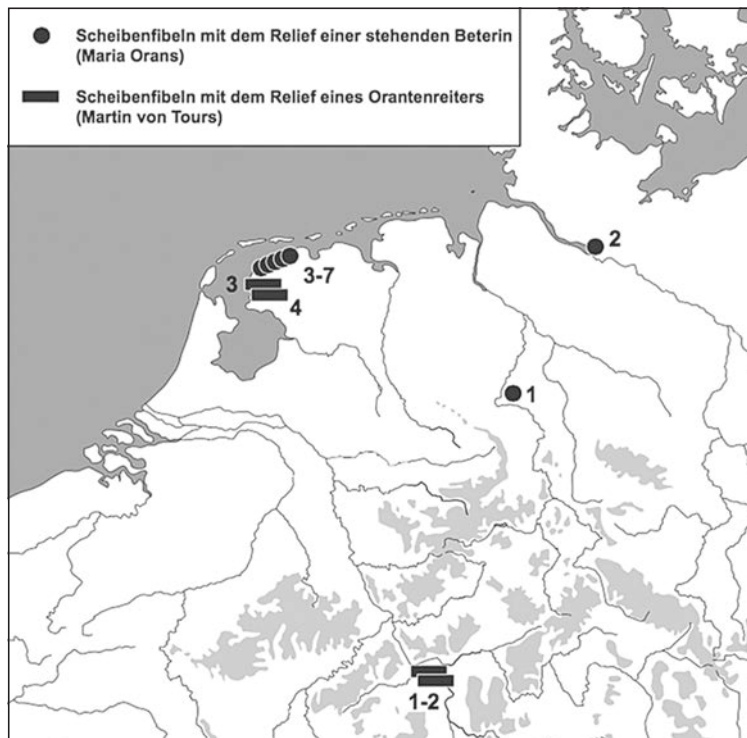 Scheibenfibeln mit dem Relief einer stehenden Beterin
(Maria Orans)
Scheibenfibeln mit dem Relief eines Orantenreiters
(Martin von Tours)
2
3-7
3
4
1
1-2